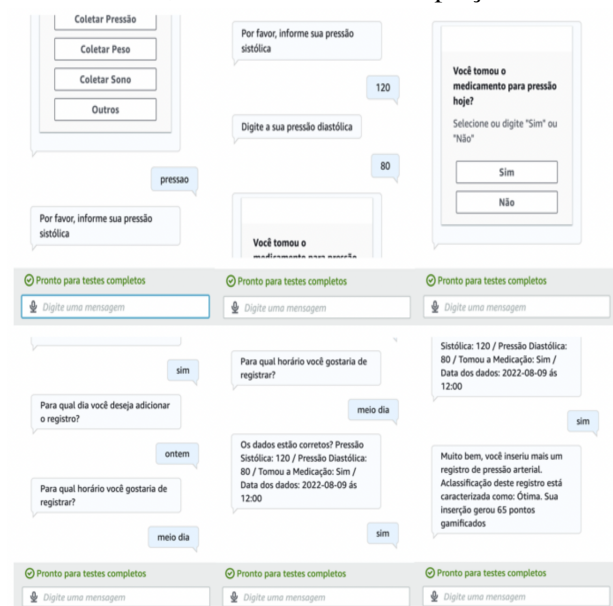 Coletar Pressão
Coletar Peso
Coletar Sono
Outros
pressao
Por favor, informe sua pressão
sistólica
Pronto para testes completos
Digite uma mensagem
Por favor, informe sua pressão
sistólica
120
Digite a sua pressão diastólica
80
Você tomou o
medicamento para pressão
Pronto para testes completos
Digite uma mensagem
Você tomou o
medicamento para pressão
hoje?
Selecione ou digite "Sim" ou
"Não"
Sim
Não
Pronto para testes completos
Digite uma mensagem
sim
Para qual dia você deseja adicionar
o registro?
ontem
Para qual horário você gostaria de
registrar?
meio dia
Pronto para testes completos
Digite uma mensagem
Para qual horário você gostaria de
registrar?
meio dia
Os dados estão corretos? Pressão
Sistólica: 120 / Pressão Diastólica:
80 / Tomou a Medicação: Sim /
Data dos dados: 2022-08-09 ás
12:00
sim
Pronto para testes completos
Digite uma mensagem
Sistólica: 120 / Pressão Diastólica:
80 / Tomou a Medicação: Sim /
Data dos dados: 2022-08-09 ás
12:00
sim
Muito bem, você inseriu mais um
registro de pressão arterial.
Aclassificação deste registro está
caracterizada como: Ótima. Sua
inserção gerou 65 pontos
gamificados
Pronto para testes completos
Digite uma mensagem